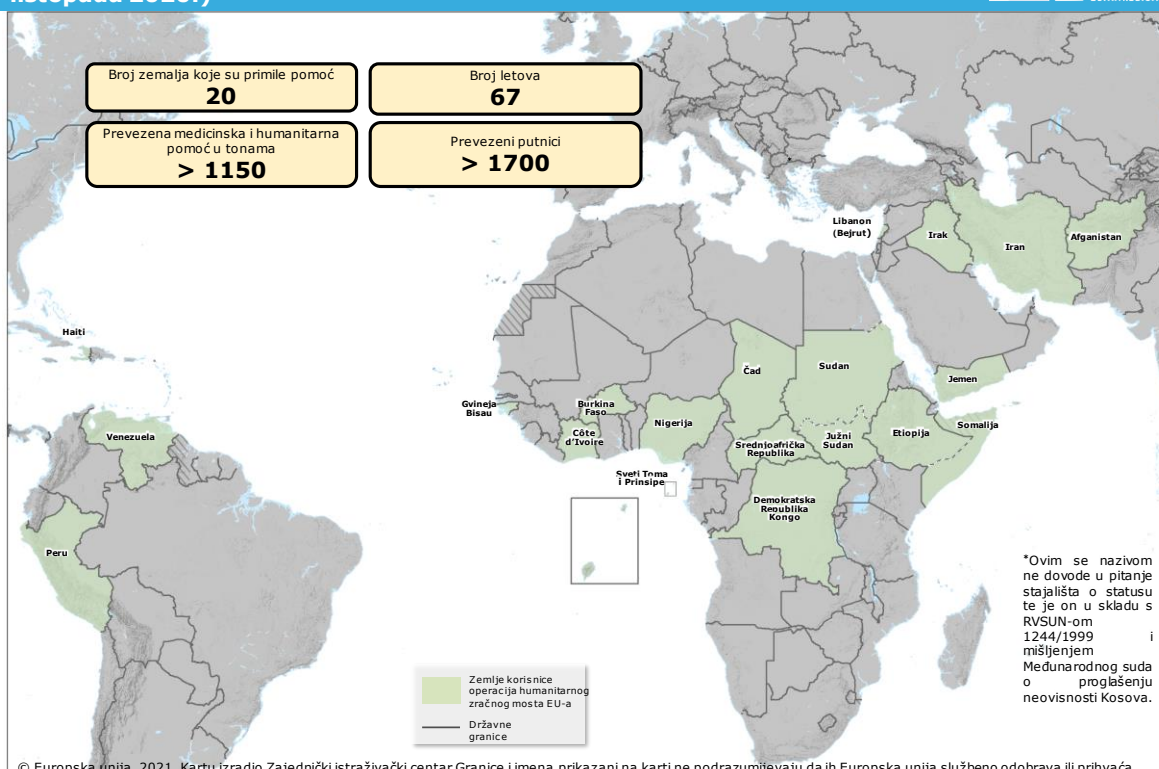 listopada 2020.)
Broj zemalja koje su primile pomoć
20
Broj letova
67
Prevezena medicinska i humanitarna
pomoć u tonama
> 1150
Prevezeni putnici
> 1700
Libanon
(Bejrut)
Irak
Iran
Afganistan
Haiti
Čad
Sudan
Jemen
Gvineja
Bisau
Burkina
Faso
Nigerija
Venezuela
Côte
d'Ivoire
Srednjoafrička
Republika
Južni
Sudan
Etiopija
Somalija
Sveti Toma
i Prinsipe
Demokratska
Republika
Kongo
Peru
*Ovim se nazivom
ne dovode u pitanje
stajališta o statusu
te je on u skladu s
RVSUN-om
1244/1999 i
mišljenjem
Međunarodnog suda
o proglašenju
neovisnosti Kosova.
Zemlje korisnice
operacija humanitarnog
zračnog mosta EU-a
Državne
granice
© Europska unija, 2021. Kartu izradio Zajednički istraživački centar.Granice i imena prikazani na karti ne podrazumijevaju da ih Europska unija službeno odobrava ili prihvaća.